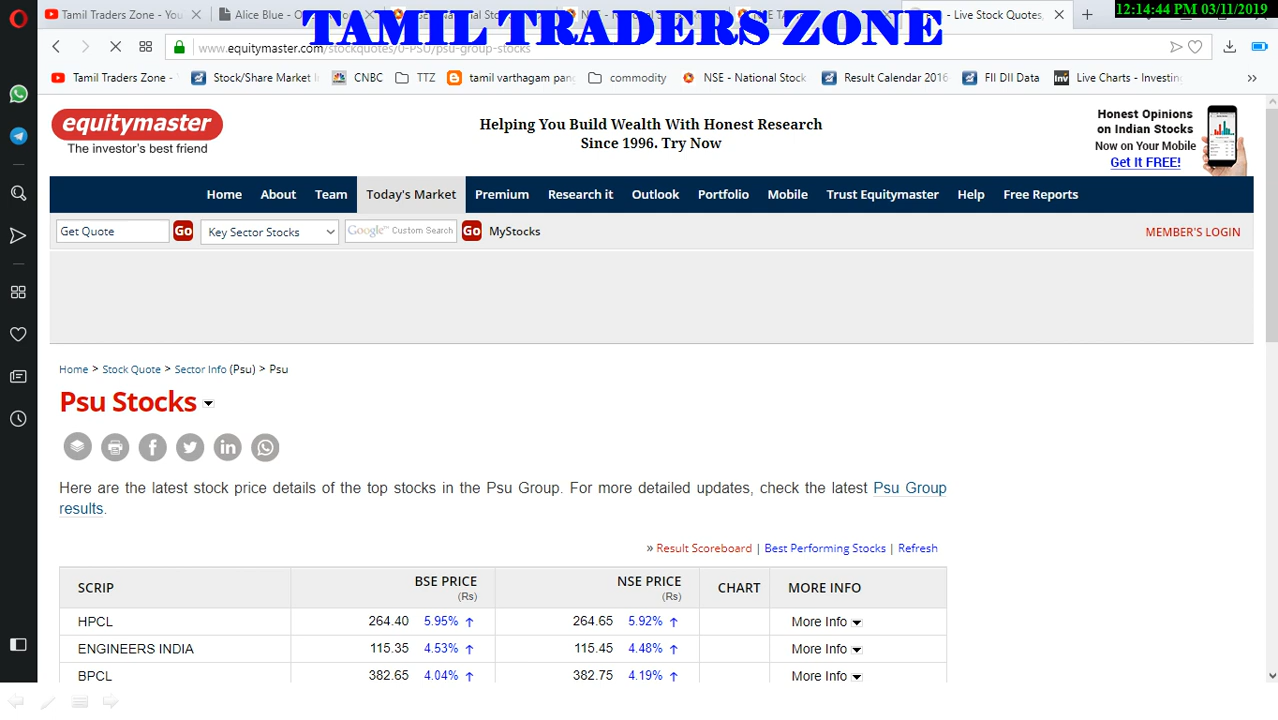 12:14:44 PM 03/11/2019
Tamil Traders Zone - You
Alice Blue - O
Live Stock Quotes,
TAMIL TRADERS ZONE
www.equitymaster.com/stockquotes/0-PSU/psu-group-stocks
Tamil Traders Zone -
Stock/Share Market I
CNBC
TTZ
tamil varthagam pan
commodity
NSE - National Stock
Result Calendar 2016
FII DII Data
Live Charts - Investin
equitymaster
The investor's best friend
Helping You Build Wealth With Honest Research
Since 1996. Try Now
Honest Opinions
on Indian Stocks
Now on Your Mobile
Get It FREE!
Home About Team Today's Market Premium Research it Outlook Portfolio Mobile Trust Equitymaster Help Free Reports
Get Quote Go Key Sector Stocks Google™ Custom Search Go MyStocks MEMBER'S LOGIN
Home > Stock Quote > Sector Info (Psu) > Psu
Psu Stocks
Here are the latest stock price details of the top stocks in the Psu Group. For more detailed updates, check the latest Psu Group
results.
» Result Scoreboard | Best Performing Stocks | Refresh
SCRIP BSE PRICE (Rs) NSE PRICE (Rs) CHART MORE INFO
HPCL 264.40 5.95% ↑ 264.65 5.92% ↑ More Info
ENGINEERS INDIA 115.35 4.53% ↑ 115.45 4.48% ↑ More Info
BPCL 382.65 4.04% ↑ 382.75 4.19% ↑ More Info